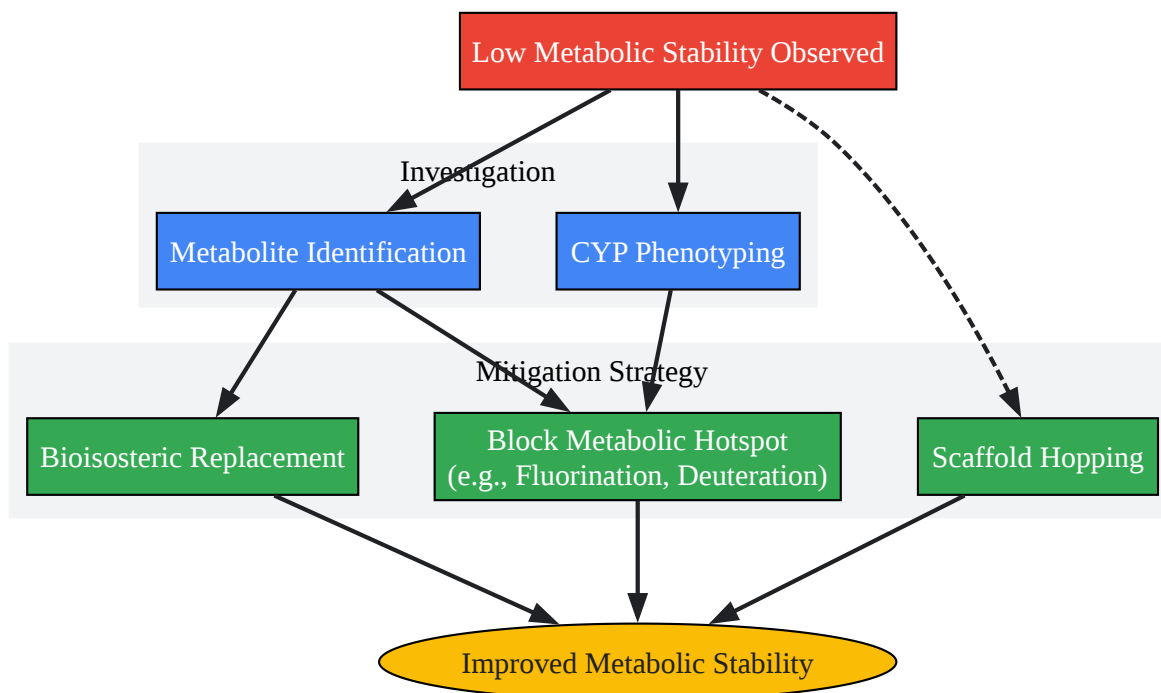 Low Metabolic Stability Observed
Investigation
Metabolite Identification
CYP Phenotyping
Mitigation Strategy
Bioisosteric Replacement
Block Metabolic Hotspot
(e.g., Fluorination, Deuteration)
Scaffold Hopping
Improved Metabolic Stability